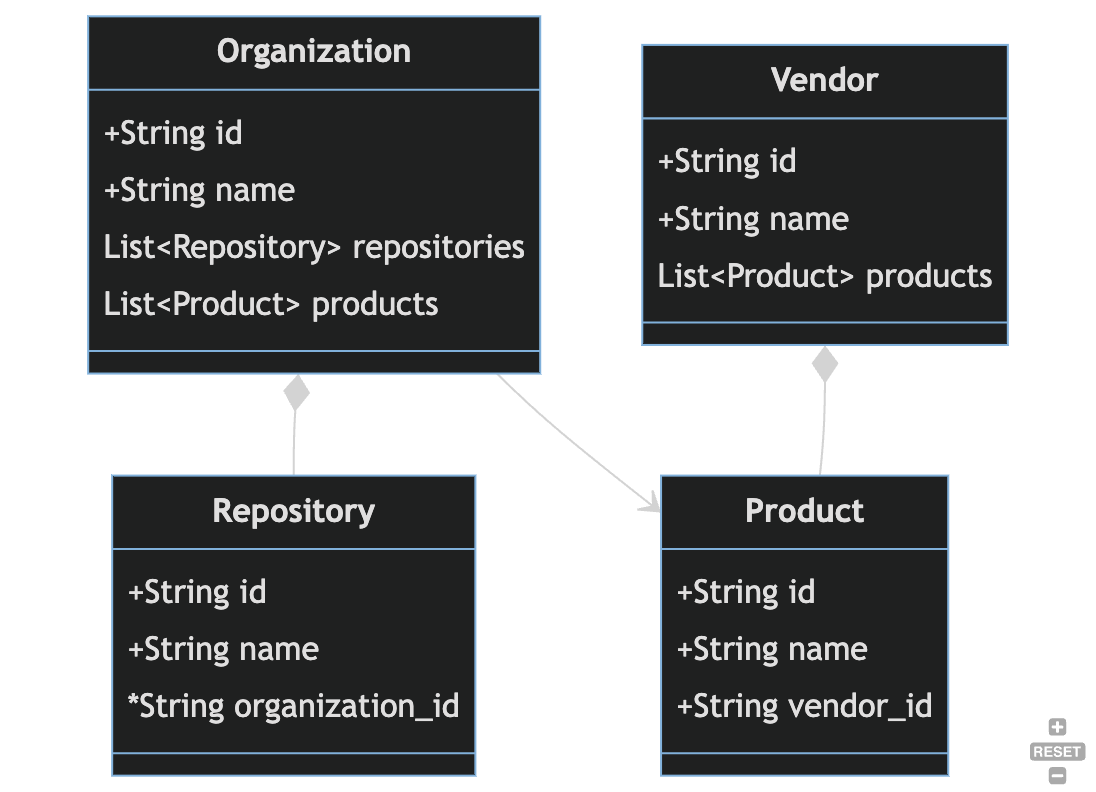 Organization
+String id
+String name
List<Repository> repositories
List<Product> products
Vendor
+String id
+String name
List<Product> products
Repository
+String id
+String name
*String organization_id
Product
+String id
+String name
+String vendor_id
RESET